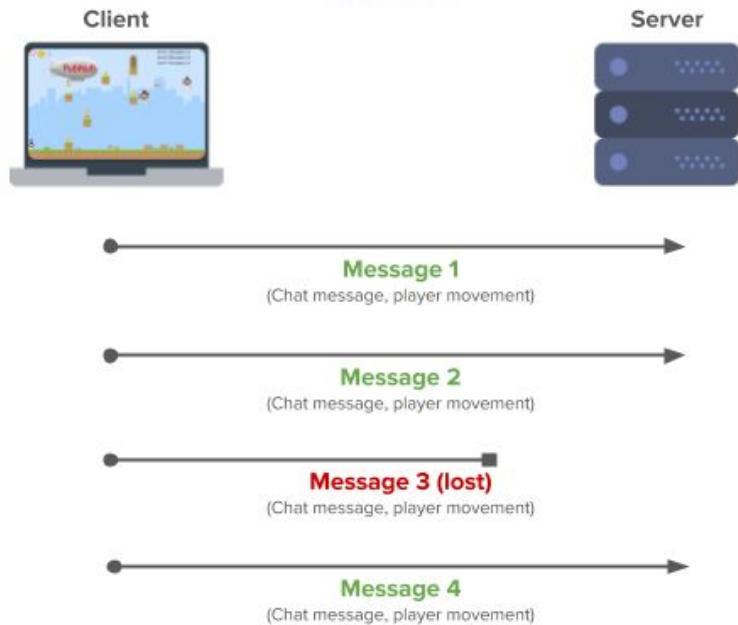 Client
Server
Message 1
(Chat message, player movement)
Message 2
(Chat message, player movement)
Message 3 (lost)
(Chat message, player movement)
Message 4
(Chat message, player movement)